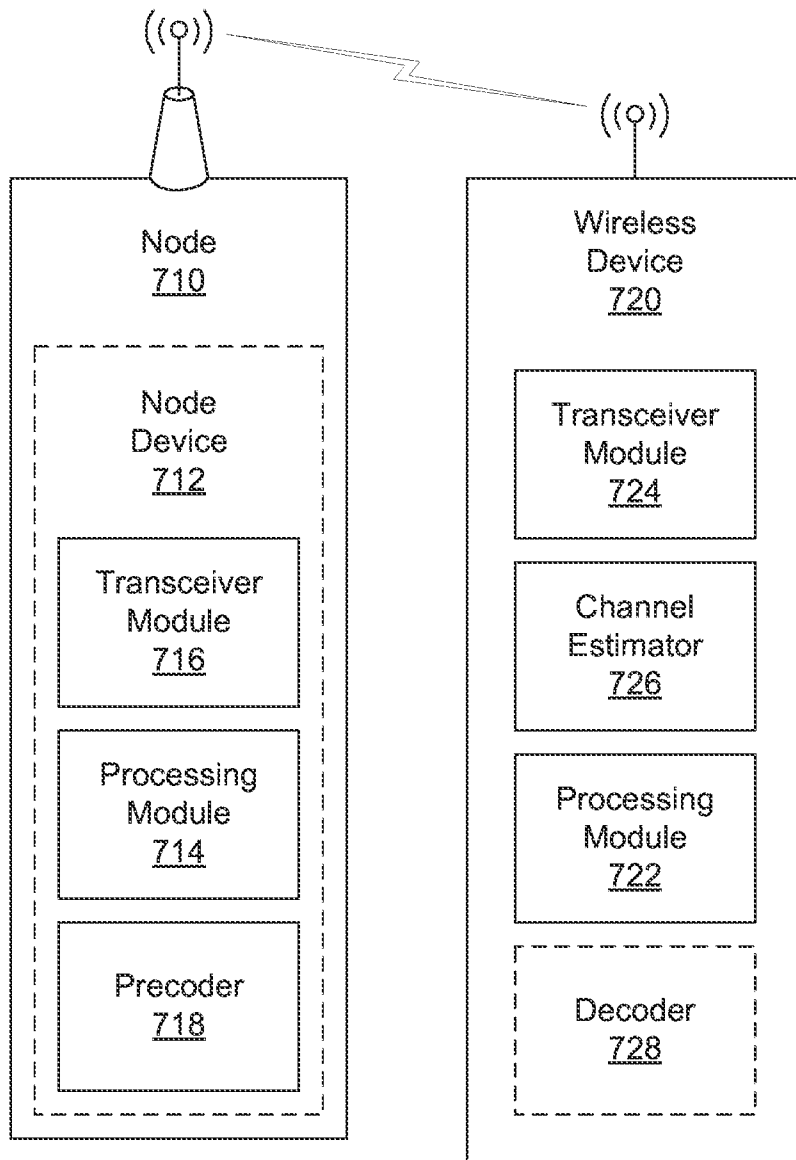 Node
710
Node
Device
712
Transceiver
Module
716
Processing
Module
714
Precoder
718
Wireless
Device
720
Transceiver
Module
724
Channel
Estimator
726
Processing
Module
722
Decoder
728